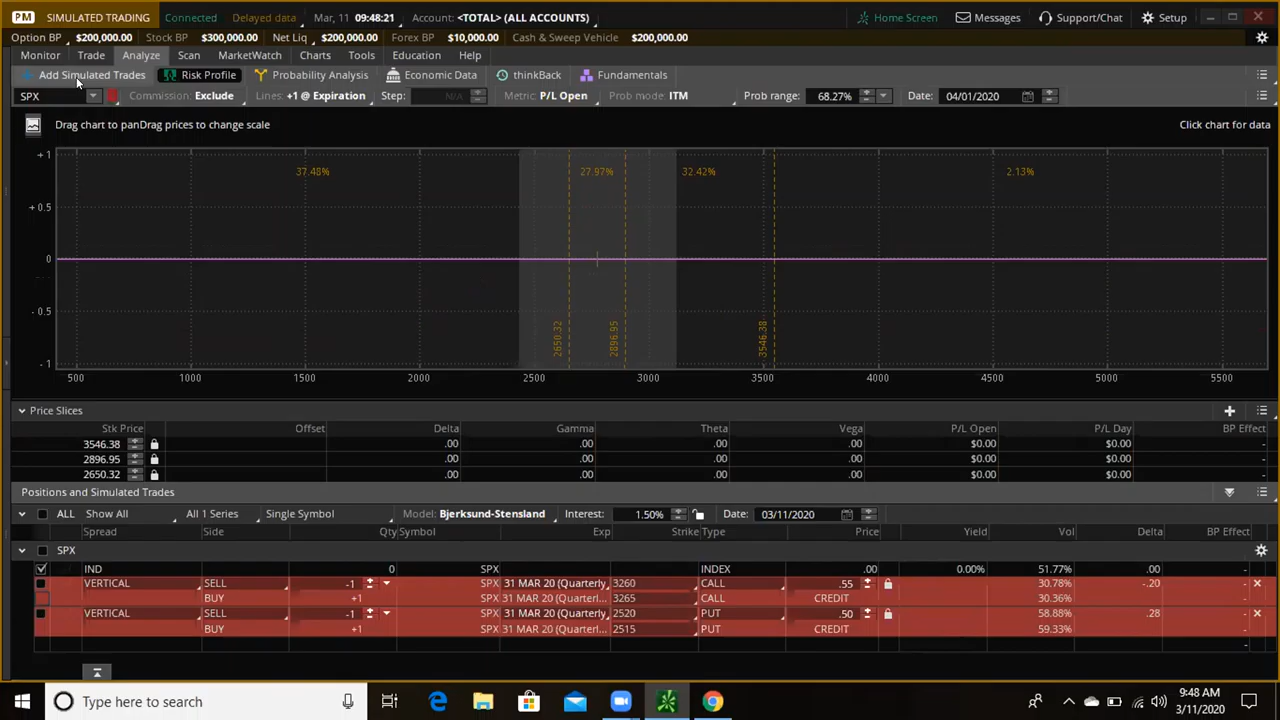 PM SIMULATED TRADING Connected Delayed data Mar, 11 09:48:21 Account: <TOTAL> (ALL ACCOUNTS) Home Screen Messages Support/Chat Setup
Option BP $200,000.00 Stock BP $300,000.00 Net Liq $200,000.00 Forex BP $10,000.00 Cash & Sweep Vehicle $200,000.00
Monitor Trade Analyze Scan MarketWatch Charts Tools Education Help
Add Simulated Trades Risk Profile Probability Analysis Economic Data thinkBack Fundamentals
SPX Commission: Exclude Lines: +1 @ Expiration Step: N/A Metric: P/L Open Prob mode: ITM Prob range: 68.27% Date: 04/01/2020
Drag chart to panDrag prices to change scale Click chart for data
+ 1
37.48% 27.97% 32.42% 2.13%
+ 0.5
0
- 0.5
2650.32 2896.95 3546.38
- 1
500 1000 1500 2000 2500 3000 3500 4000 4500 5000 5500
Price Slices
Stk Price Offset Delta Gamma Theta Vega P/L Open P/L Day BP Effect
3546.38 .00 .00 .00 .00 $0.00 $0.00 -
2896.95 .00 .00 .00 .00 $0.00 $0.00 -
2650.32 .00 .00 .00 .00 $0.00 $0.00 -
Positions and Simulated Trades
ALL Show All All 1 Series Single Symbol Model: Bjerksund-Stensland Interest: 1.50% Date: 03/11/2020
Spread Side Qty Symbol Exp Strike Type Price Yield Vol Delta BP Effect
SPX -
IND 0 SPX INDEX .00 0.00% 51.77% .00 -
VERTICAL SELL -1 SPX 31 MAR 20 (Quarterly, 3260 CALL .55 30.78% -.20 -
BUY +1 SPX 31 MAR 20 (Quarterl... 3265 CALL CREDIT 30.36%
VERTICAL SELL -1 SPX 31 MAR 20 (Quarterly, 2520 PUT .50 58.88% .28 -
BUY +1 SPX 31 MAR 20 (Quarterl... 2515 PUT CREDIT 59.33%
-
Type here to search 9:48 AM
3/11/2020